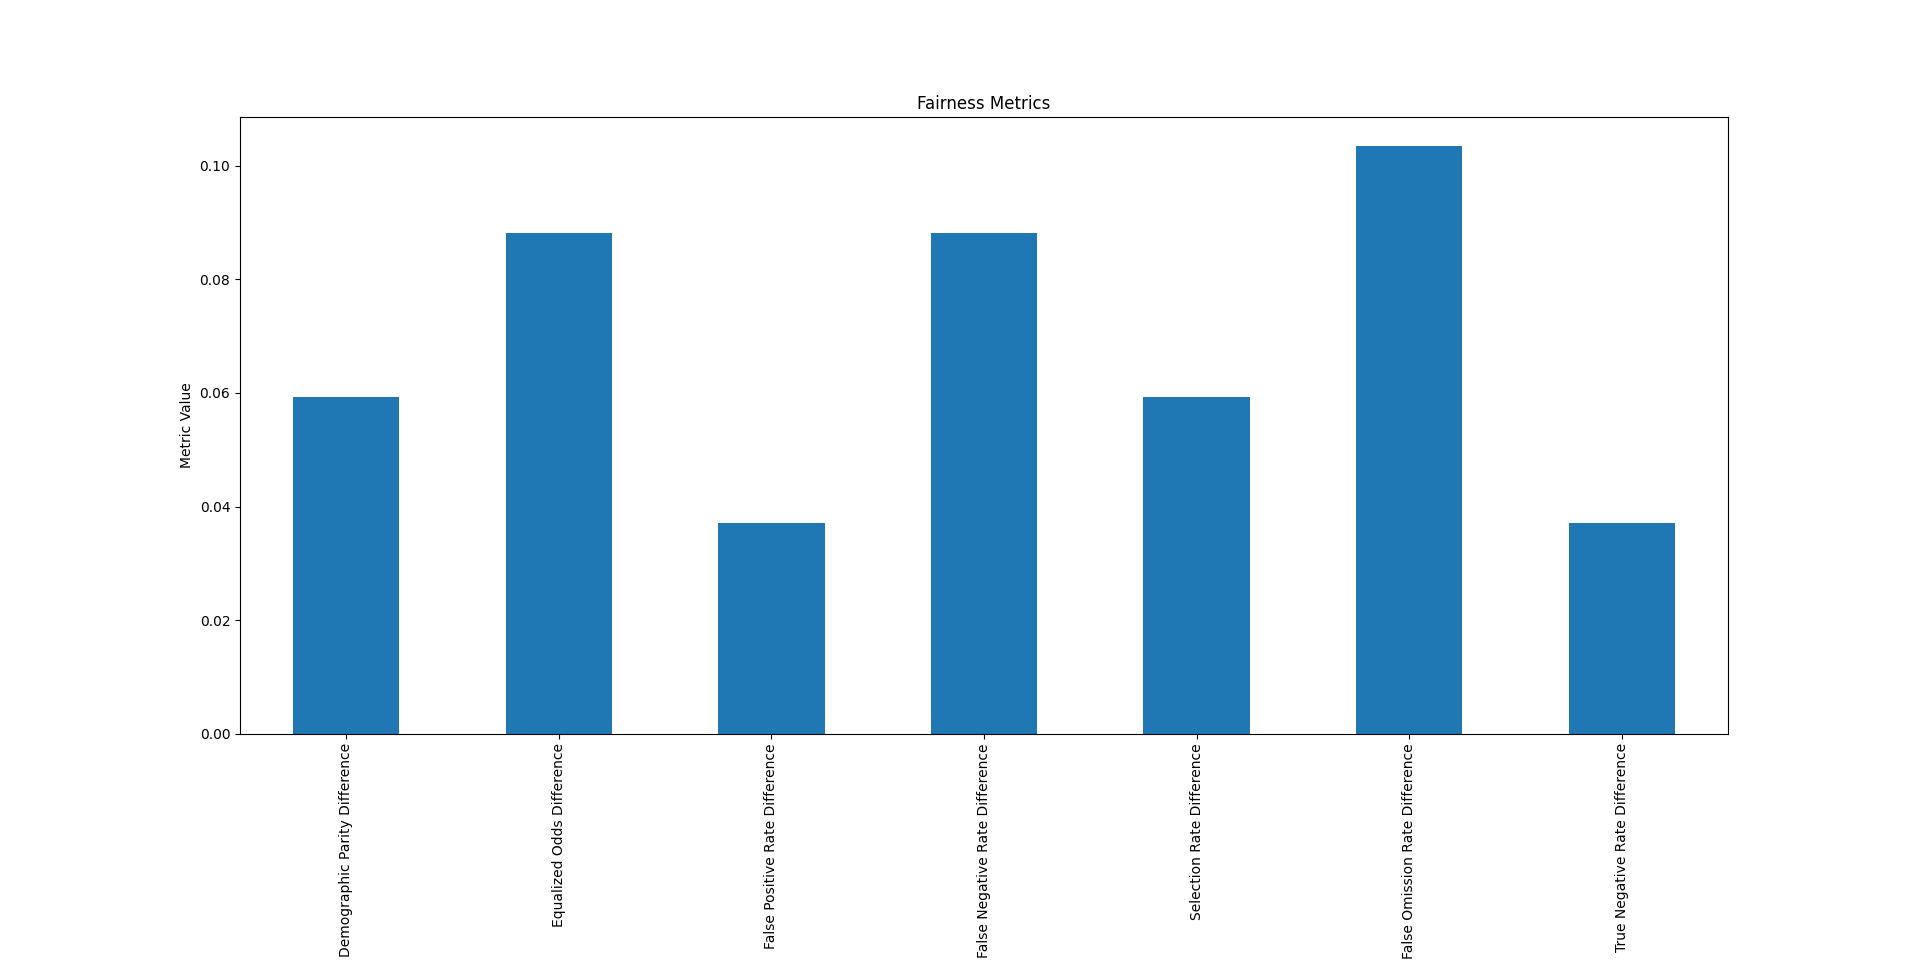 Fairness Metrics
Metric Value
0.10
0.08
0.06
0.04
0.02
0.00
Demographic Parity Difference
Equalized Odds Difference
False Positive Rate Difference
False Negative Rate Difference
Selection Rate Difference
False Omission Rate Difference
True Negative Rate Difference